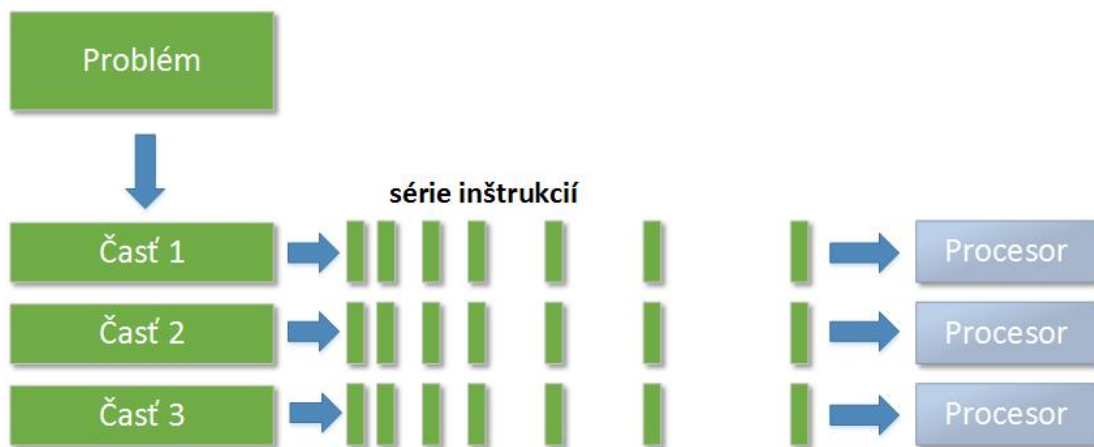 Problém
série inštrukcií
Časť 1
Procesor
Časť 2
Procesor
Časť 3
Procesor